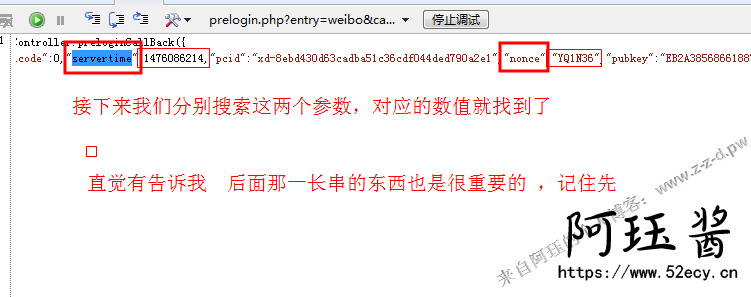 prelogin.php?entry=weibo&ca...
停止调试
1
ontroller.preloginCallBack({
.code":0,"servertime":1476086214,"pcid":"xd-8ebd430d63cadba51c36cdf044ded790a2e1","nonce":"YQ1N36","pubkey":"EB2A3856866188
接下来我们分别搜索这两个参数，对应的数值就找到了
直觉有告诉我 后面那一长串的东西也是很重要的 ，记住先
来自阿珏的 博客：www.z-z-d.pw
阿珏酱
https://www.52ecy.cn